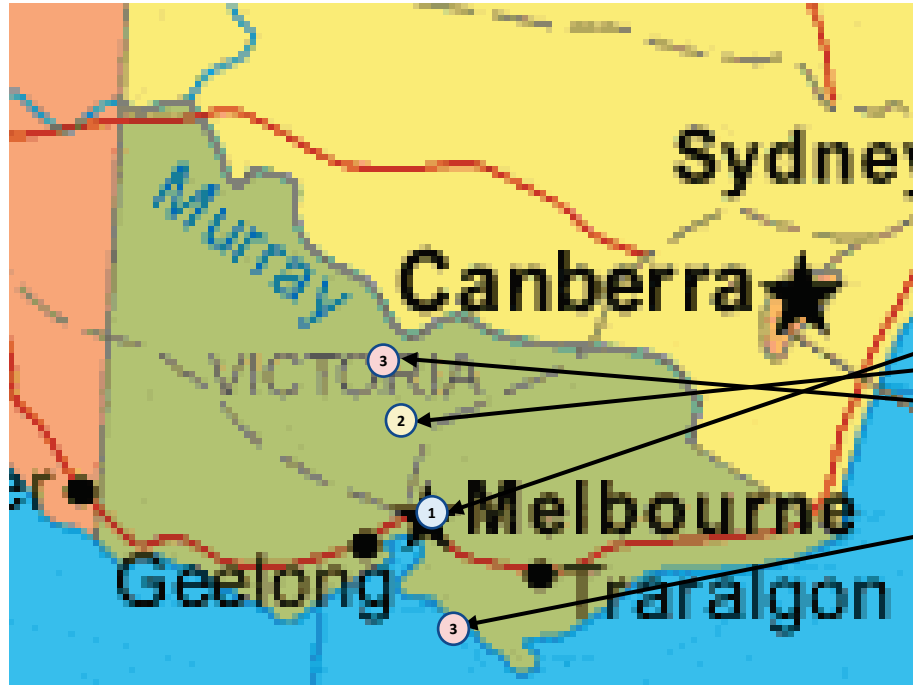 Sydney
Murray
Canberra
VICTORIA
3
2
er
1
Melbourne
Geelong
Traralgon
3